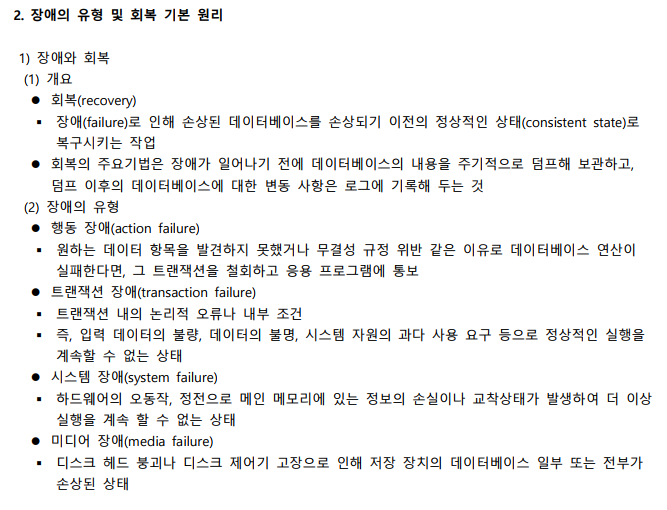 2. 장애의 유형 및 회복 기본 원리
1) 장애와 회복
(1) 개요
● 회복(recovery)
▪ 장애(failure)로 인해 손상된 데이터베이스를 손상되기 이전의 정상적인 상태(consistent state)로
복구시키는 작업
● 회복의 주요기법은 장애가 일어나기 전에 데이터베이스의 내용을 주기적으로 덤프해 보관하고,
덤프 이후의 데이터베이스에 대한 변동 사항은 로그에 기록해 두는 것
(2) 장애의 유형
● 행동 장애(action failure)
▪ 원하는 데이터 항목을 발견하지 못했거나 무결성 규정 위반 같은 이유로 데이터베이스 연산이
실패한다면, 그 트랜잭션을 철회하고 응용 프로그램에 통보
● 트랜잭션 장애(transaction failure)
▪ 트랜잭션 내의 논리적 오류나 내부 조건
▪ 즉, 입력 데이터의 불량, 데이터의 불명, 시스템 자원의 과다 사용 요구 등으로 정상적인 실행을
계속할 수 없는 상태
● 시스템 장애(system failure)
▪ 하드웨어의 오동작, 정전으로 메인 메모리에 있는 정보의 손실이나 교착상태가 발생하여 더 이상
실행을 계속 할 수 없는 상태
● 미디어 장애(media failure)
▪ 디스크 헤드 붕괴나 디스크 제어기 고장으로 인해 저장 장치의 데이터베이스 일부 또는 전부가
손상된 상태